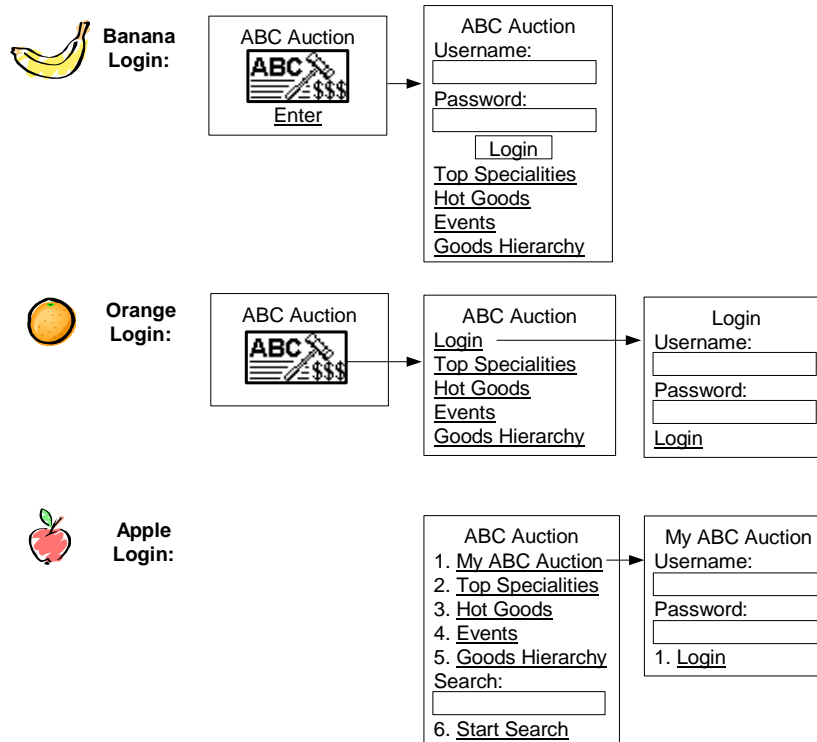 Banana
Login:
ABC Auction
ABC
$$$
Enter
ABC Auction
Username:
Password:
Login
Top Specialities
Hot Goods
Events
Goods Hierarchy
Orange
Login:
ABC Auction
ABC
$$$
ABC Auction
Login
Top Specialities
Hot Goods
Events
Goods Hierarchy
Login
Username:
Password:
Login
Apple
Login:
ABC Auction
1. My ABC Auction
2. Top Specialities
3. Hot Goods
4. Events
5. Goods Hierarchy
Search:
6. Start Search
My ABC Auction
Username:
Password:
1. Login